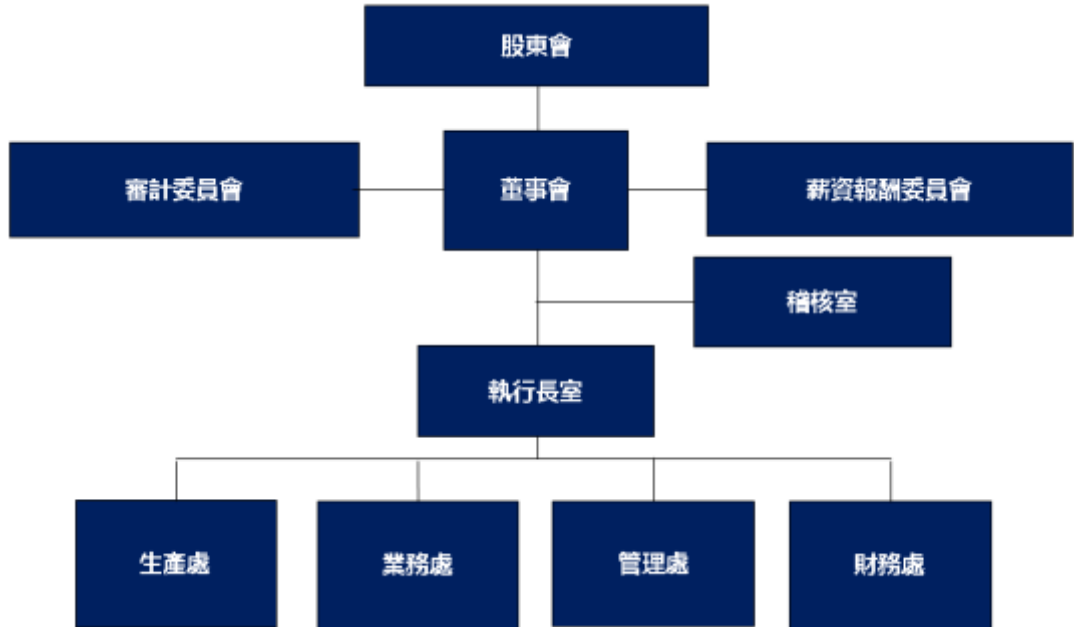 股東會
審計委員會
董事會
薪資報酬委員會
稽核室
執行長室
生產處
業務處
管理處
財務處